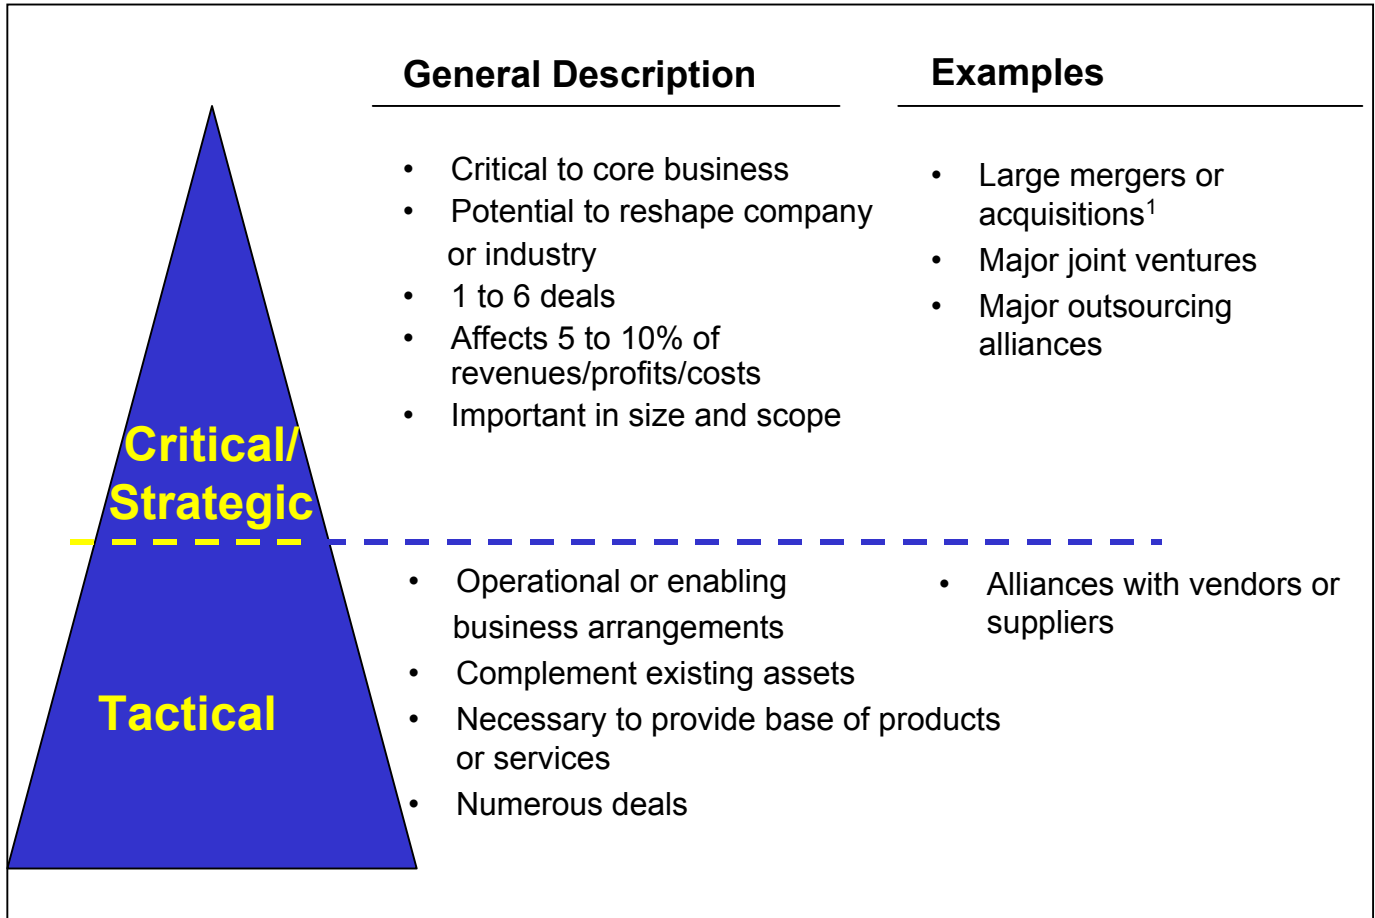 General Description
Examples
• Critical to core business
• Potential to reshape company
or industry
• 1 to 6 deals
• Affects 5 to 10% of
revenues/profits/costs
• Important in size and scope
• Large mergers or
acquisitions¹
• Major joint ventures
• Major outsourcing
alliances
Critical/
Strategic
• Operational or enabling
business arrangements
• Complement existing assets
• Necessary to provide base of products
or services
• Numerous deals
• Alliances with vendors or
suppliers
Tactical